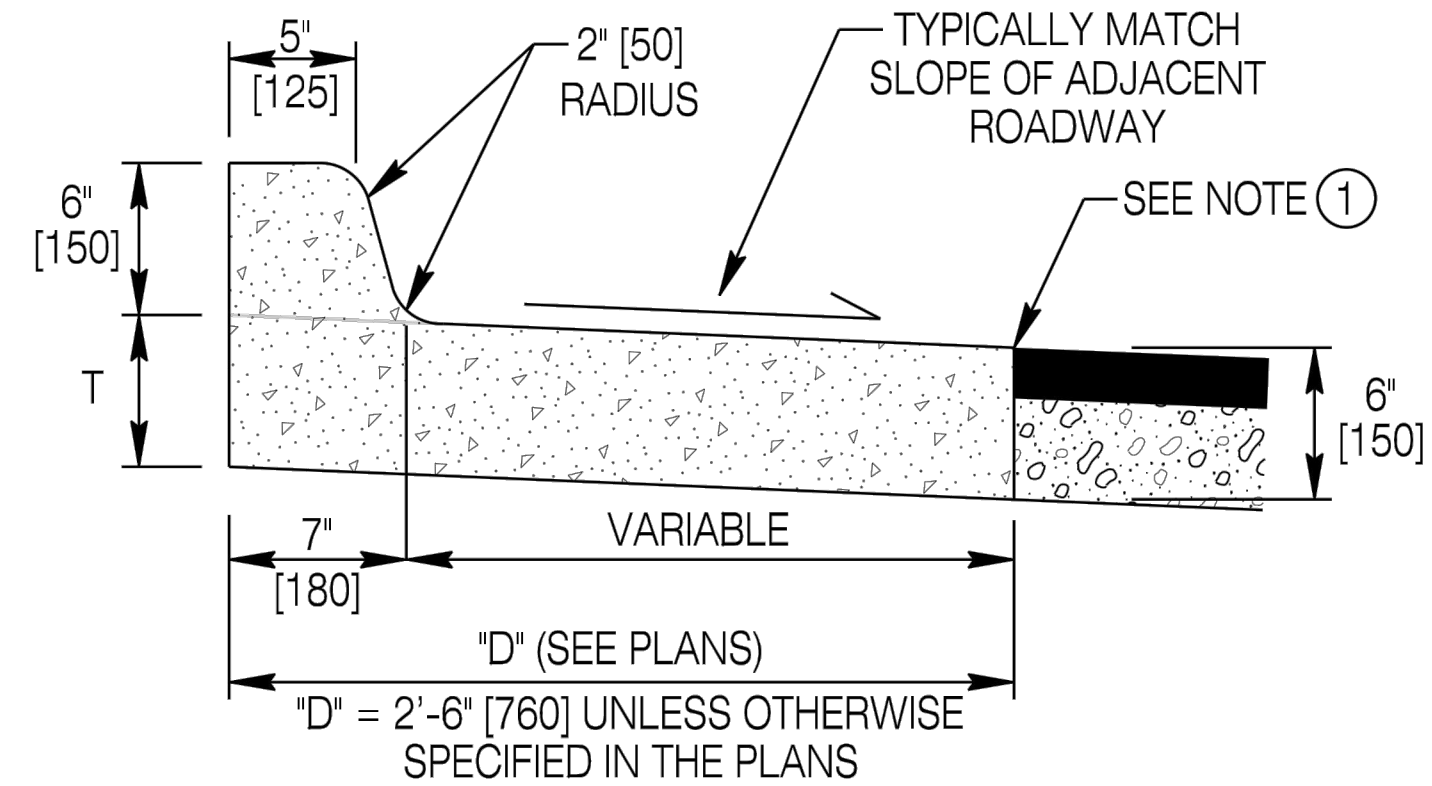 5"
[125]
2" [50]
RADIUS
TYPICALLY MATCH
SLOPE OF ADJACENT
ROADWAY
SEE NOTE 1
6"
[150]
T
6"
[150]
7"
[180]
VARIABLE
"D" (SEE PLANS)
"D" = 2'-6" [760] UNLESS OTHERWISE
SPECIFIED IN THE PLANS